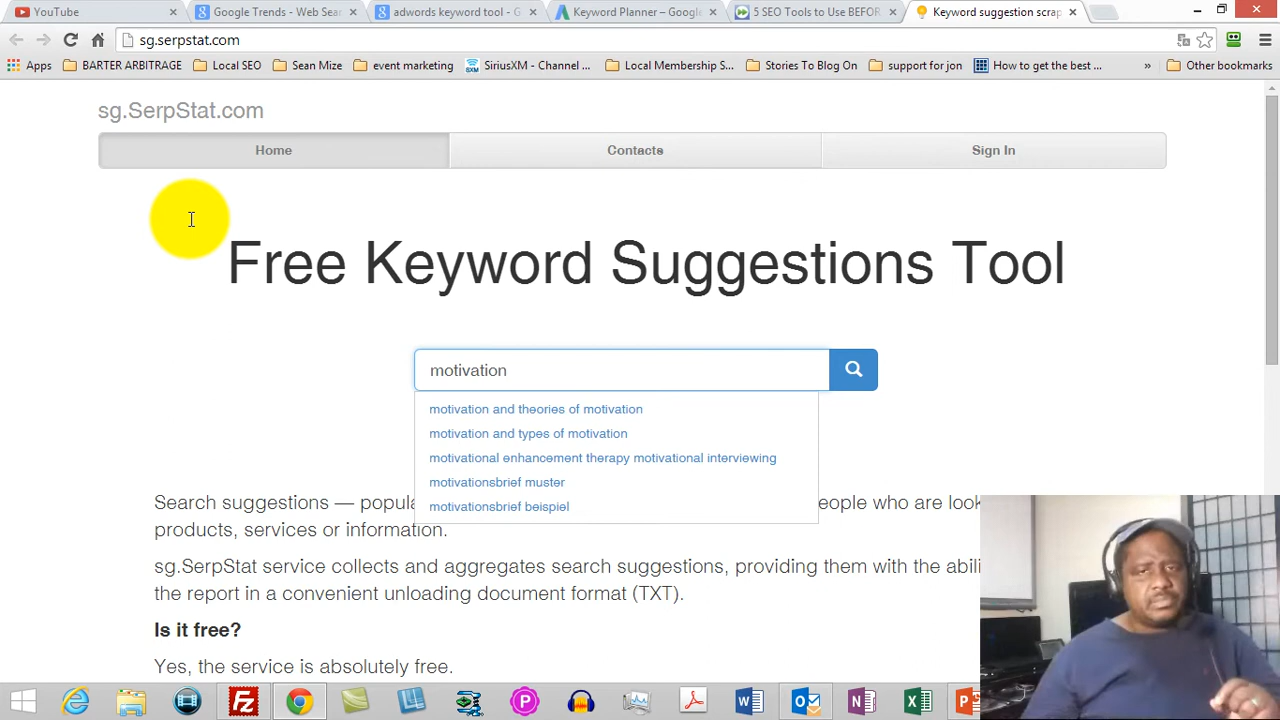 YouTube
Google Trends - Web Sear
adwords keyword tool - G
Keyword Planner – Google
5 SEO Tools to Use BEFOR
Keyword suggestion scrap
sg.serpstat.com
Apps
BARTER ARBITRAGE
Local SEO
Sean Mize
event marketing
SiriusXM - Channel ...
Local Membership S...
Stories To Blog On
support for jon
How to get the best ...
»
Other bookmarks
sg.SerpStat.com
Home
Contacts
Sign In
Free Keyword Suggestions Tool
motivation
motivation and theories of motivation
motivation and types of motivation
motivational enhancement therapy motivational interviewing
motivationsbrief muster
motivationsbrief beispiel
Search suggestions — popula eople who are look
products, services or information.
sg.SerpStat service collects and aggregates search suggestions, providing them with the abili
the report in a convenient unloading document format (TXT).
Is it free?
Yes, the service is absolutely free.